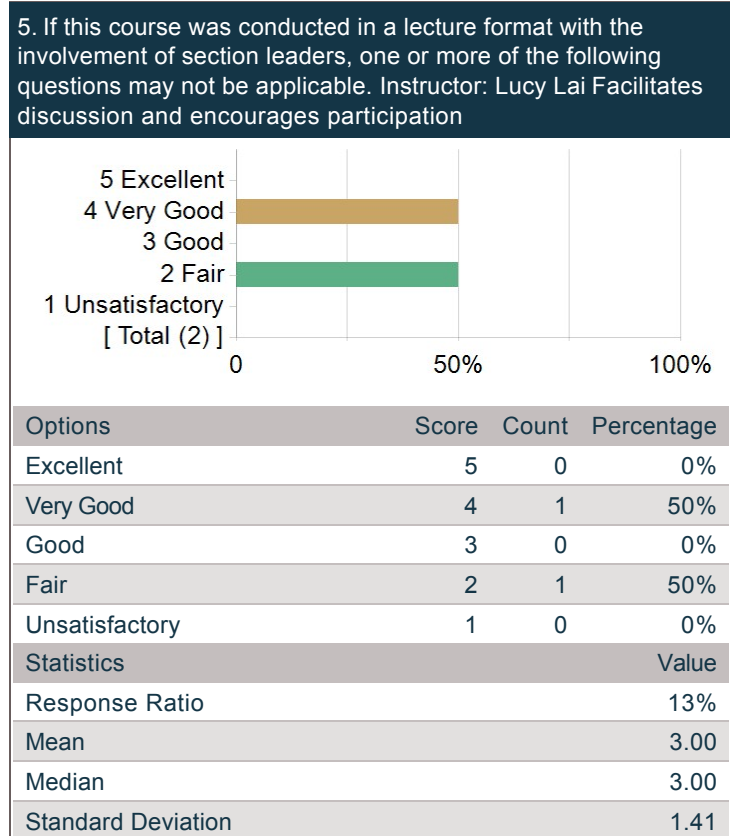 5. If this course was conducted in a lecture format with the
involvement of section leaders, one or more of the following
questions may not be applicable. Instructor: Lucy Lai Facilitates
discussion and encourages participation
5 Excellent
4 Very Good
3 Good
2 Fair
1 Unsatisfactory
[ Total (2) ]
0 50% 100%
Options Score Count Percentage
Excellent 5 0 0%
Very Good 4 1 50%
Good 3 0 0%
Fair 2 1 50%
Unsatisfactory 1 0 0%
Statistics Value
Response Ratio 13%
Mean 3.00
Median 3.00
Standard Deviation 1.41